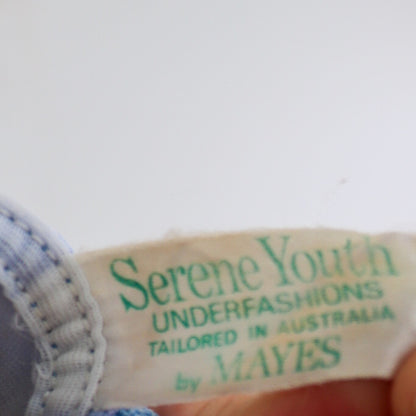 Serene Youth
UNDERFASHIONS
TAILORED IN AUSTRALIA
by MAYES